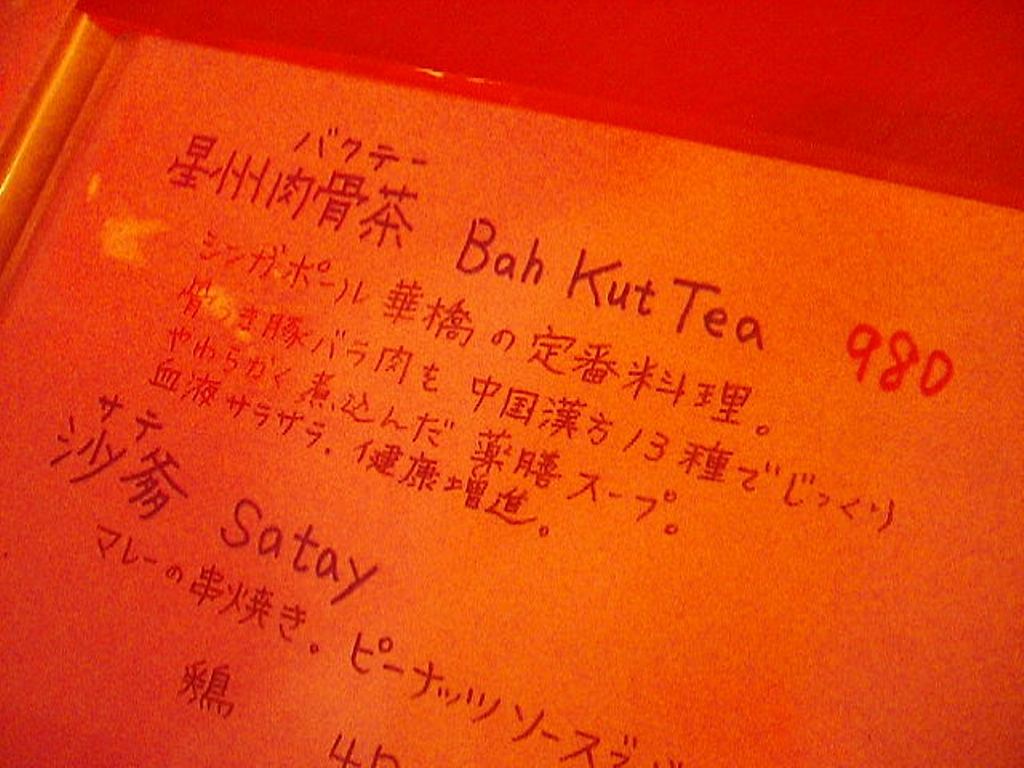 バクテー
星州肉骨茶 Bah Kut Tea 980
シンガポール華僑の定番料理。
骨つき豚バラ肉を中国漢方13種でじっくり
やわらかく煮込んだ薬膳スープ。
血液サラサラ、健康増進。
サテ
沙爹 Satay
マレーの串焼き。ピーナッツソースで
鶏